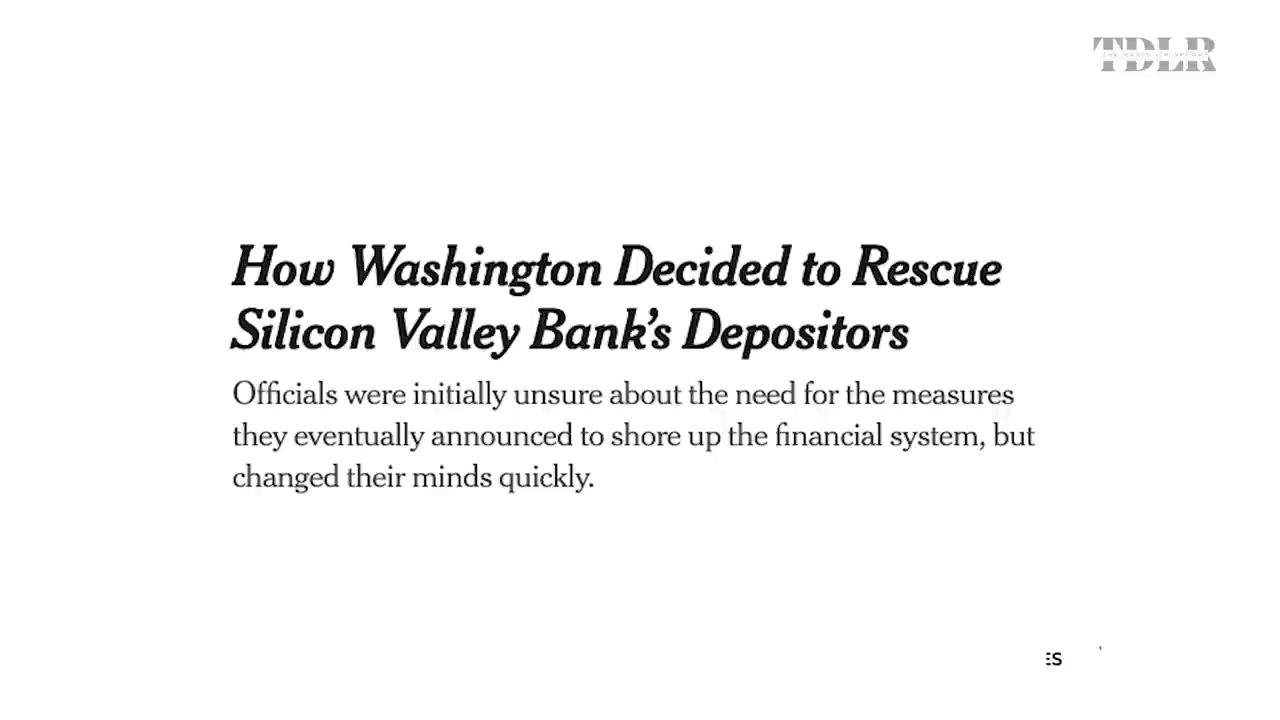 TDLR
How Washington Decided to Rescue
Silicon Valley Bank’s Depositors
Officials were initially unsure about the need for the measures
they eventually announced to shore up the financial system, but
changed their minds quickly.
ES